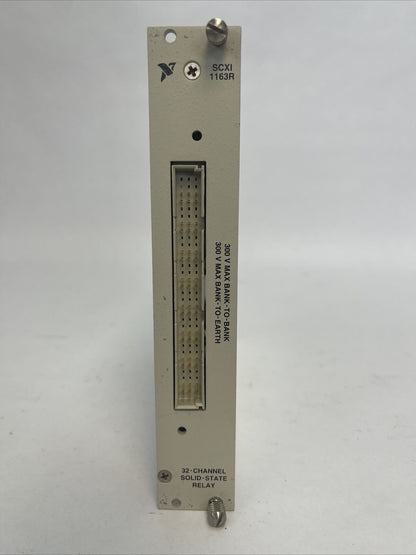 SCXI
1163R
300 V MAX BANK-TO-BANK
300 V MAX BANK-TO-EARTH
32-CHANNEL
SOLID-STATE
RELAY